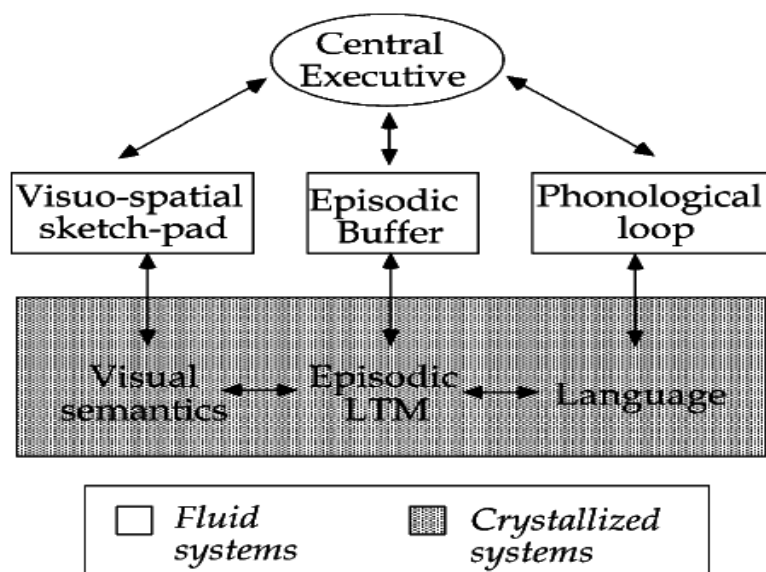 Central
Executive
Visuo-spatial
sketch-pad
Episodic
Buffer
Phonological
loop
Visual
semantics
Episodic
LTM
Language
Fluid
systems
Crystallized
systems